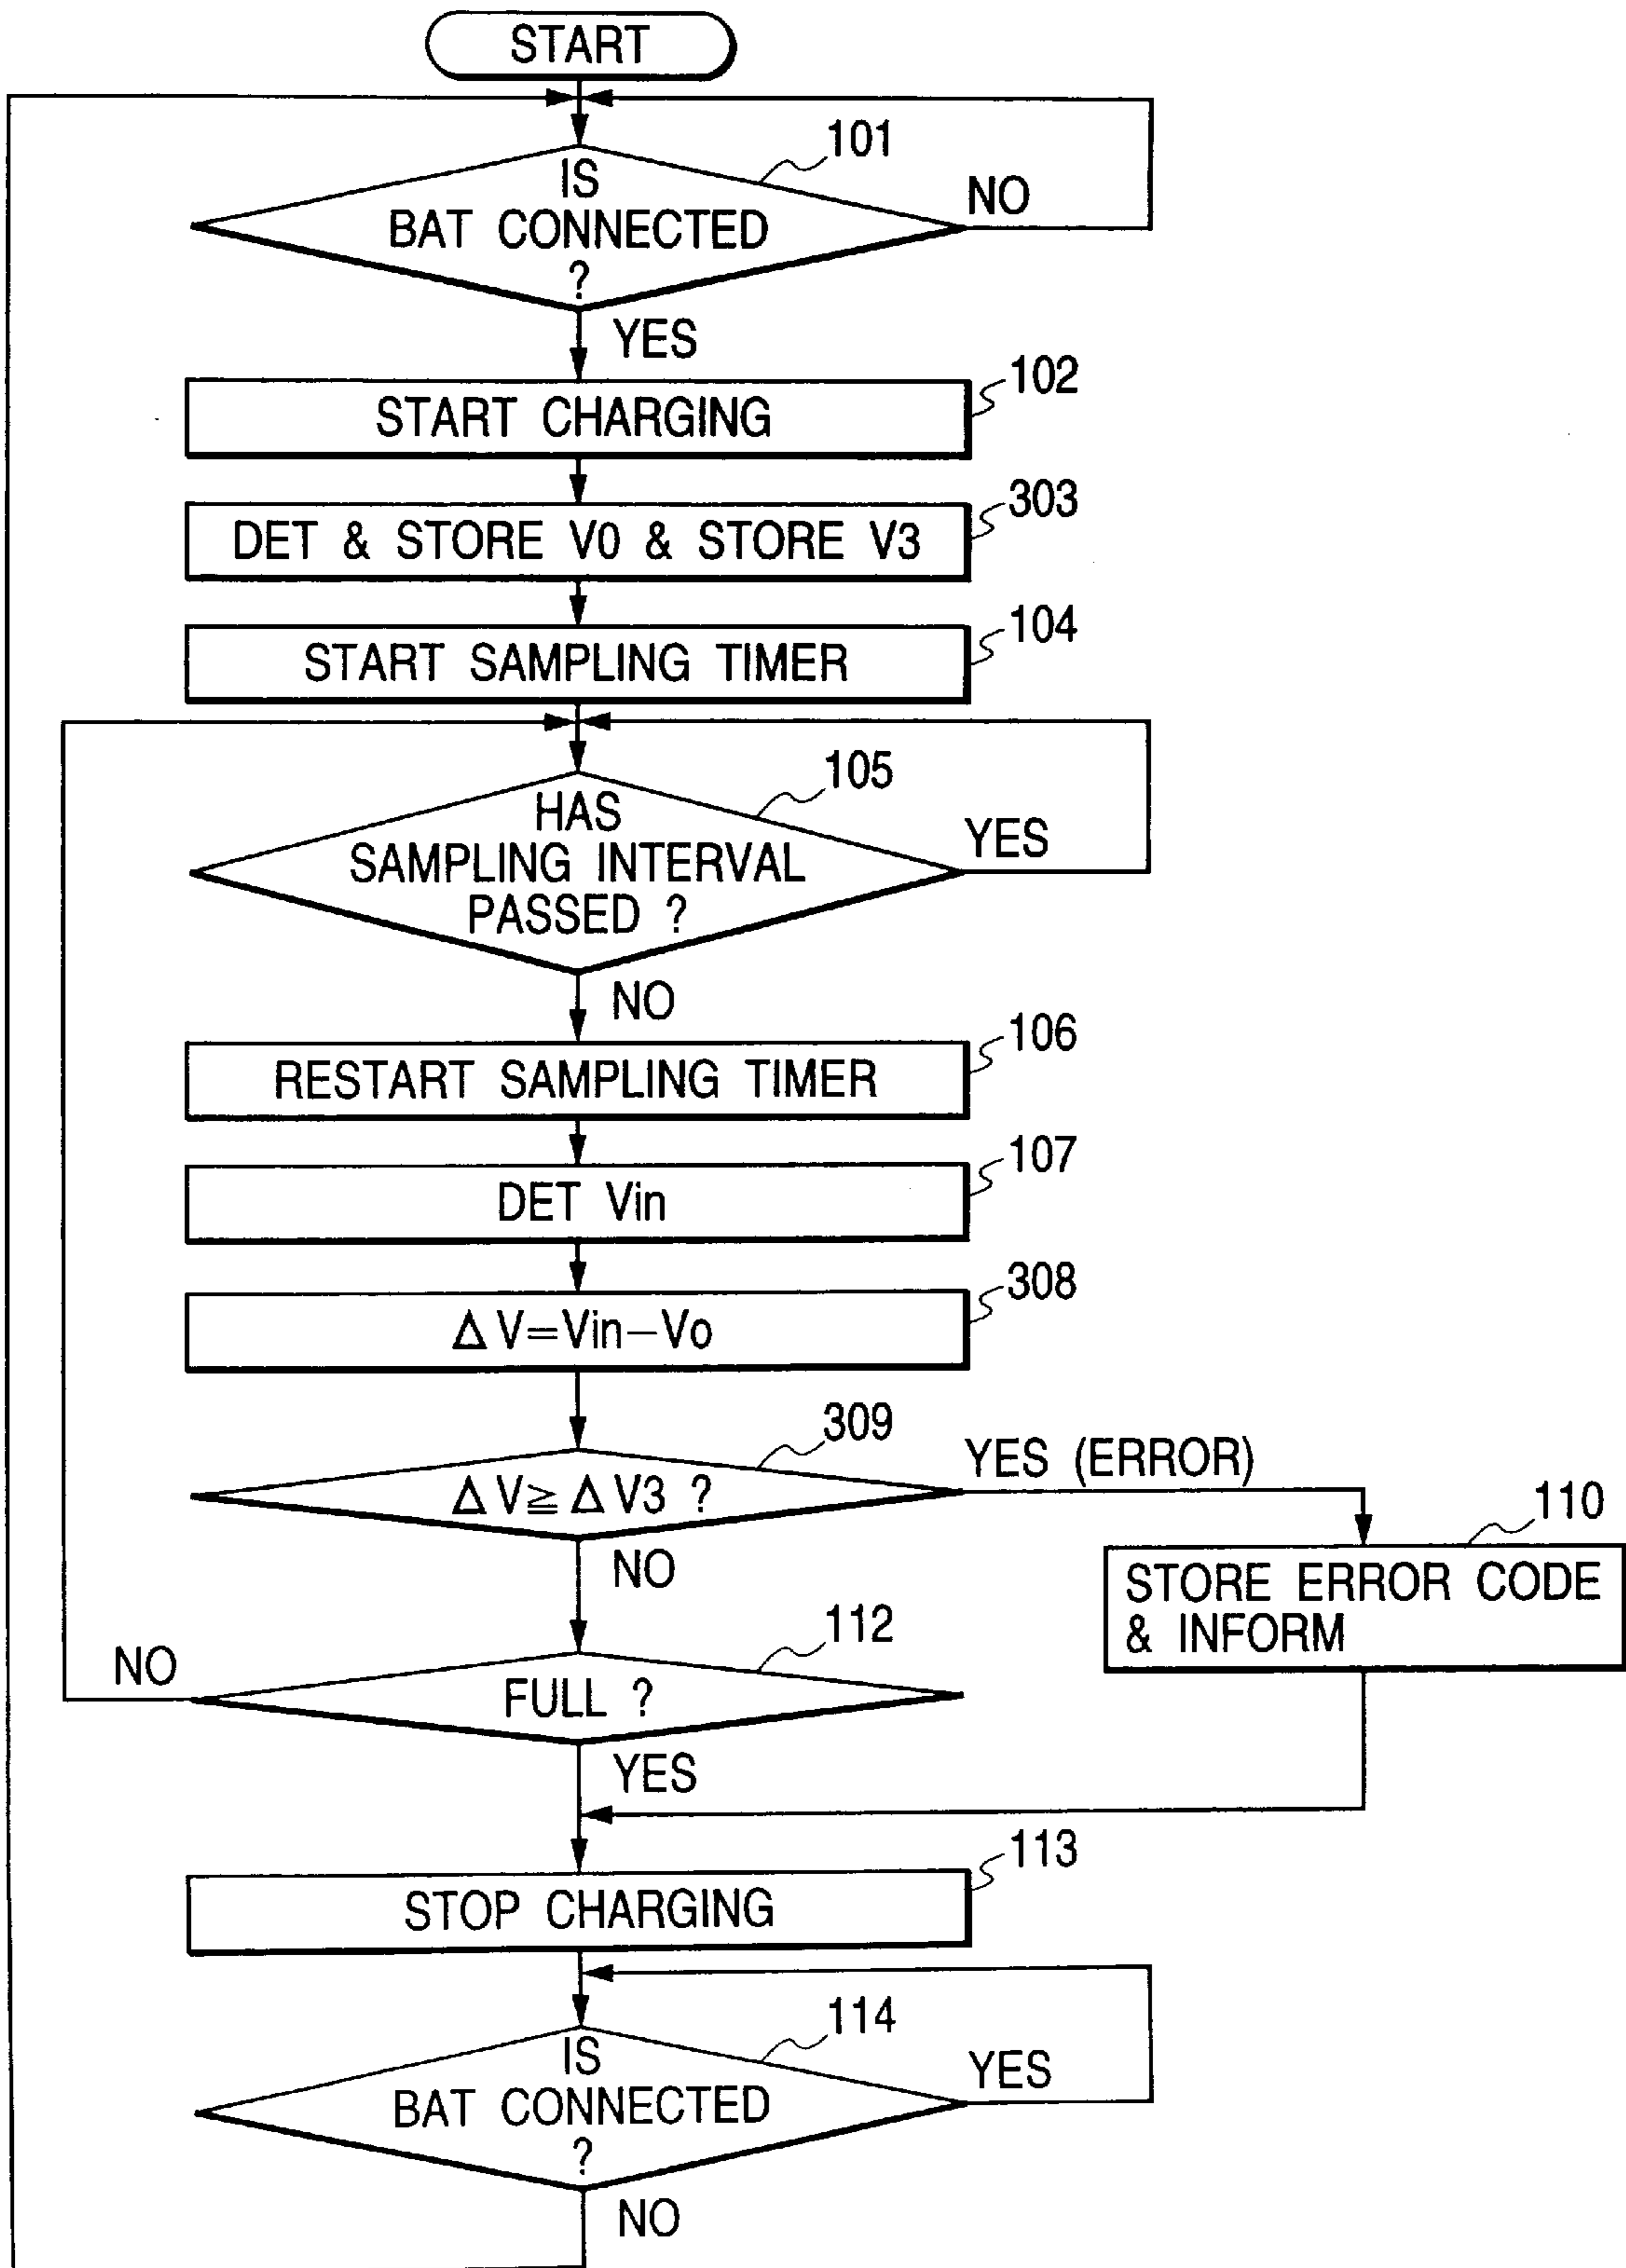 START
101
IS
BAT CONNECTED
?
NO
YES
102
START CHARGING
303
DET & STORE V0 & STORE V3
104
START SAMPLING TIMER
105
HAS
SAMPLING INTERVAL
PASSED ?
YES
NO
106
RESTART SAMPLING TIMER
107
DET Vin
308
ΔV=Vin−Vo
309
ΔV≧ΔV3 ?
YES (ERROR)
NO
110
STORE ERROR CODE
& INFORM
112
FULL ?
NO
YES
113
STOP CHARGING
114
IS
BAT CONNECTED
?
YES
NO